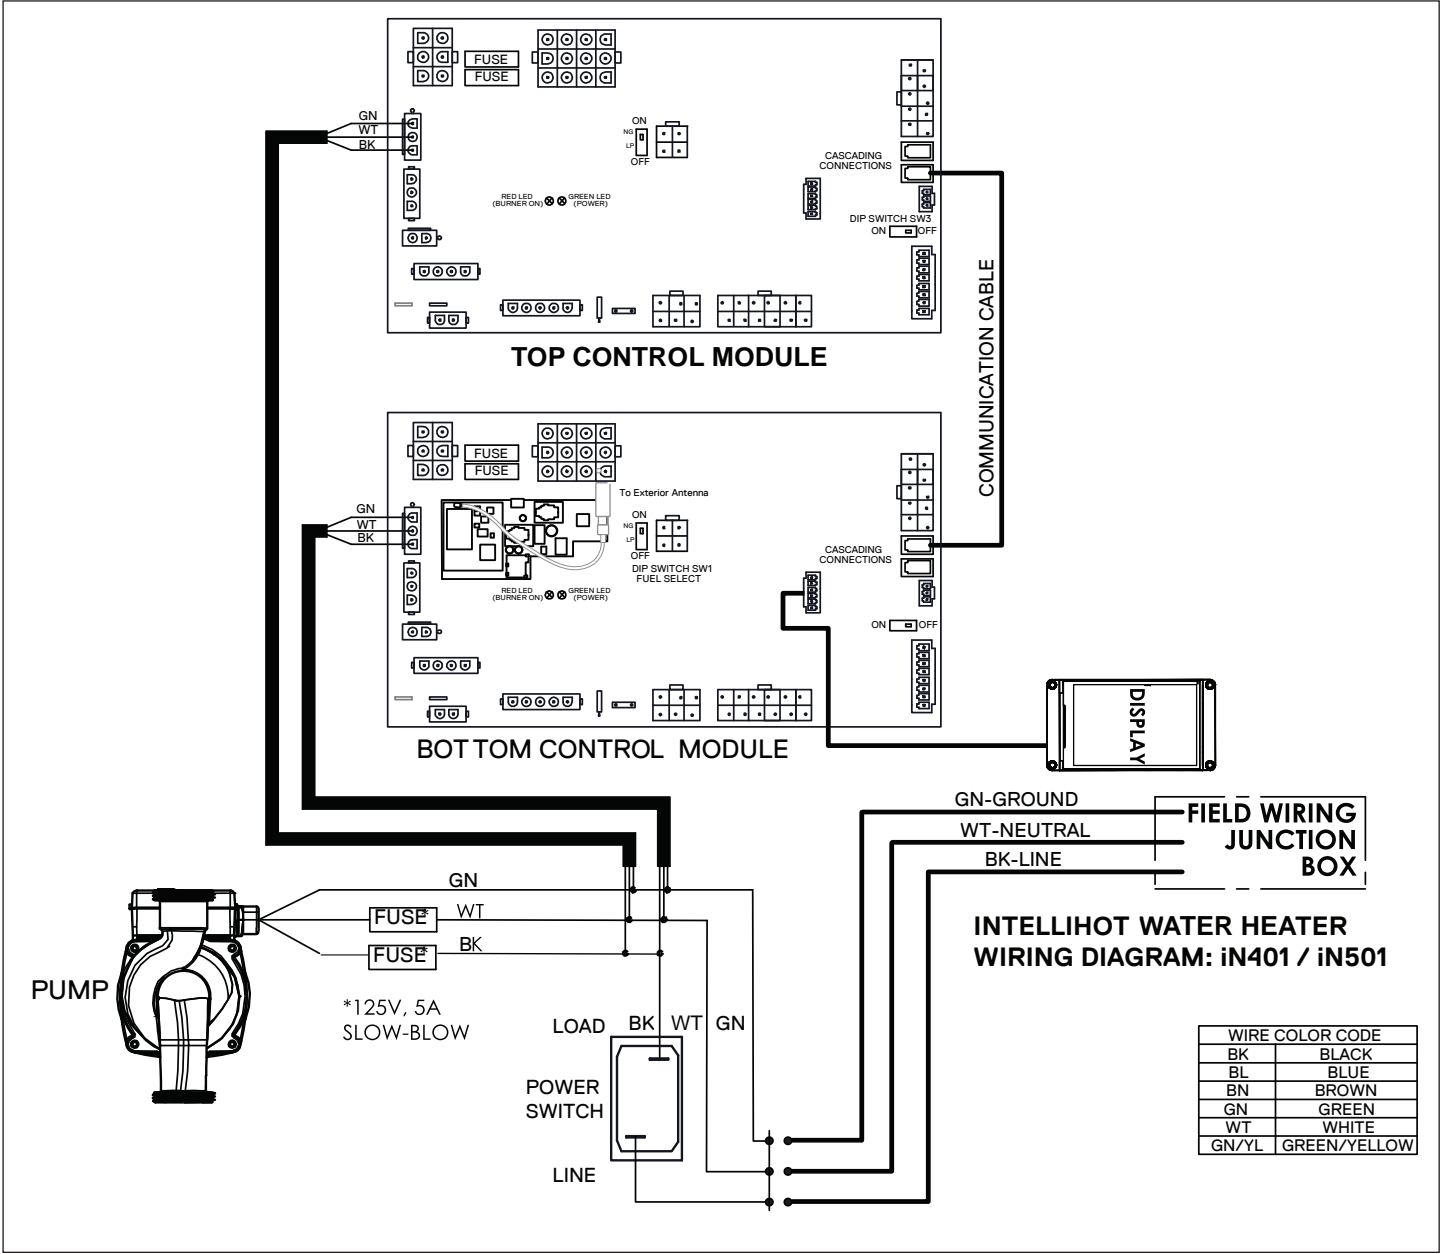 FUSE
FUSE
GN
WT
BK
ON
NG
LP
OFF
CASCADING
CONNECTIONS
RED LED
(BURNER ON)
GREEN LED
(POWER)
DIP SWITCH SW3
ON
OFF
TOP CONTROL MODULE
COMMUNICATION CABLE
FUSE
FUSE
To Exterior Antenna
GN
WT
BK
ON
NG
LP
OFF
DIP SWITCH SW1
FUEL SELECT
CASCADING
CONNECTIONS
RED LED
(BURNER ON)
GREEN LED
(POWER)
ON
OFF
BOTTOM CONTROL MODULE
DISPLAY
GN-GROUND
WT-NEUTRAL
BK-LINE
FIELD WIRING
JUNCTION
BOX
GN
FUSE*
WT
FUSE*
BK
PUMP
*125V, 5A
SLOW-BLOW
INTELLIHOT WATER HEATER
WIRING DIAGRAM: iN401 / iN501
LOAD
BK
WT
GN
POWER
SWITCH
LINE
WIRE COLOR CODE
BK BLACK
BL BLUE
BN BROWN
GN GREEN
WT WHITE
GN/YL GREEN/YELLOW